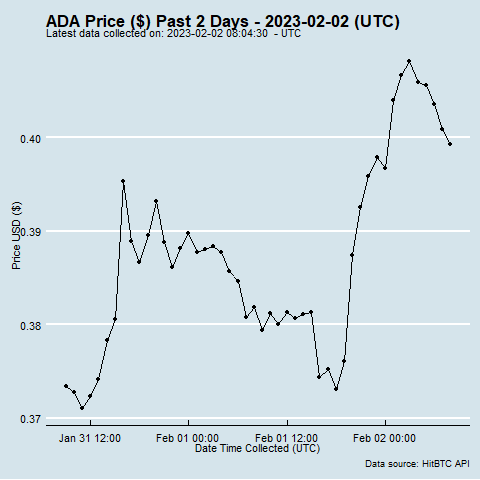 ADA Price ($) Past 2 Days - 2023-02-02 (UTC)
Latest data collected on: 2023-02-02 08:04:30 - UTC
0.40
0.39
0.38
0.37
Price USD ($)
Jan 31 12:00 Feb 01 00:00 Feb 01 12:00 Feb 02 00:00
Date Time Collected (UTC)
Data source: HitBTC API